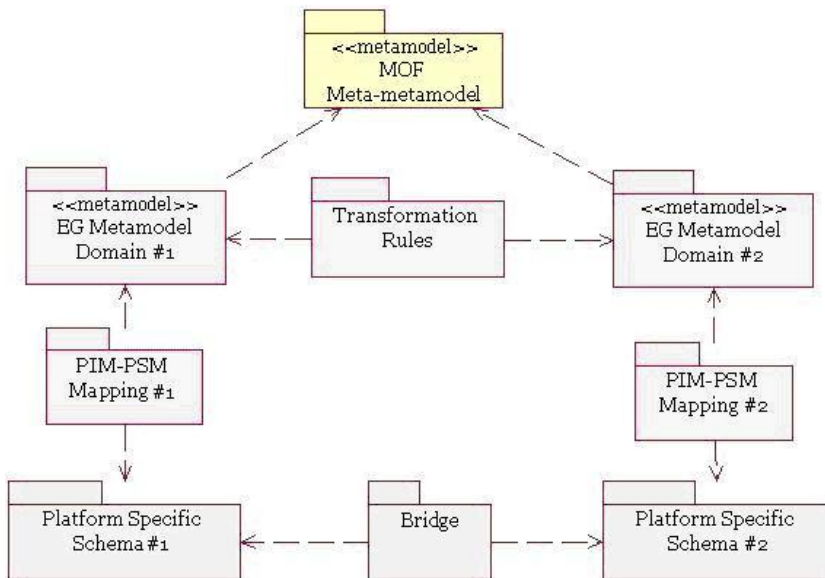 <<metamodel>>
MOF
Meta-metamodel
<<metamodel>>
EG Metamodel
Domain #1
Transformation
Rules
<<metamodel>>
EG Metamodel
Domain #2
PIM-PSM
Mapping #1
PIM-PSM
Mapping #2
Platform Specific
Schema #1
Bridge
Platform Specific
Schema #2